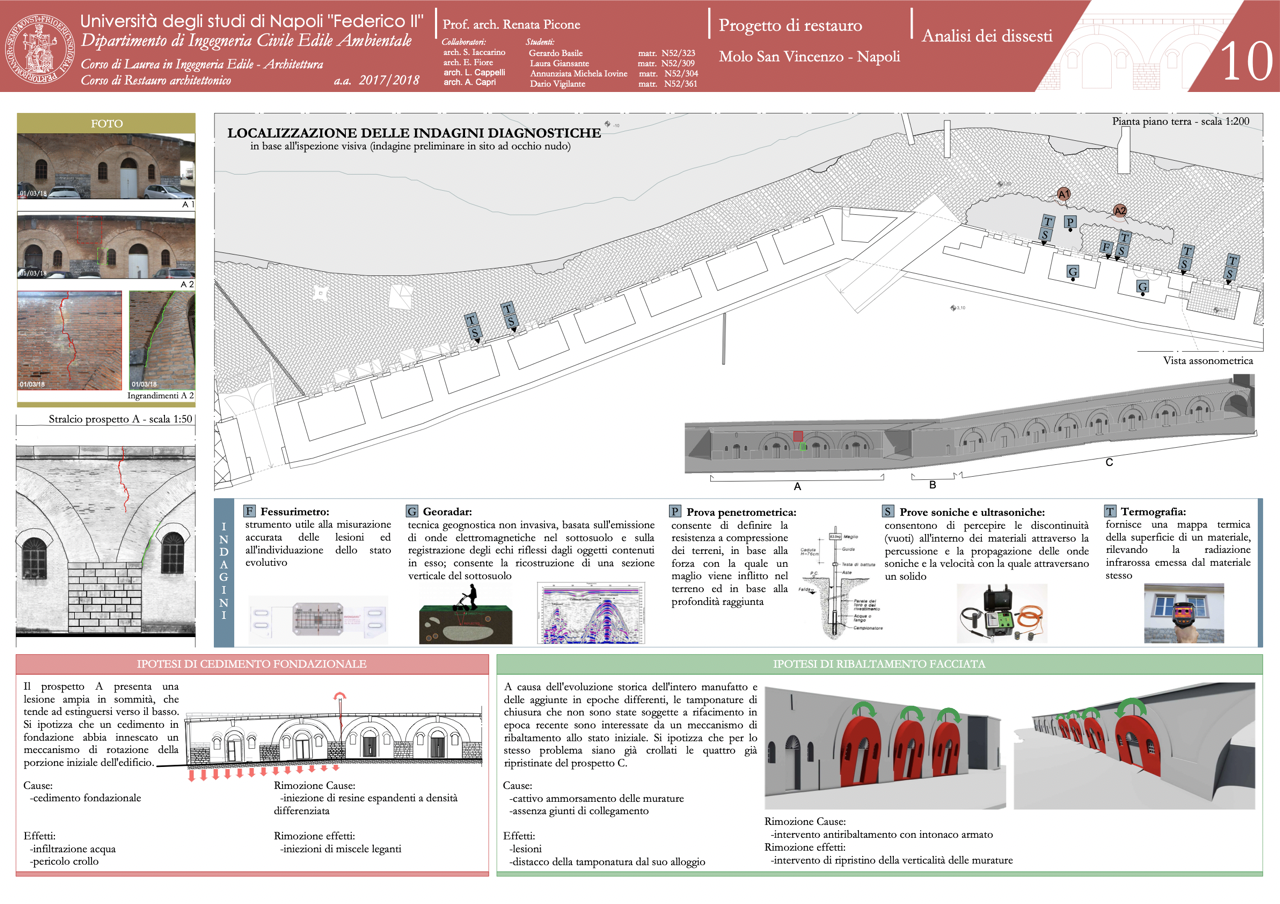 Università degli studi di Napoli "Federico II"
Dipartimento di Ingegneria Civile Edile Ambientale
Corso di Laurea in Ingegneria Edile - Architettura
Corso di Restauro architettonico
a.a. 2017/2018
Prof. arch. Renata Picone
Collaboratori:
arch. S. Iaccarino
arch. E. Fiore
arch. L. Cappelli
arch. A. Capri
Studenti:
Gerardo Basile matr. N52/323
Laura Giansante matr. N52/309
Annunziata Michela Iovine matr. N52/304
Dario Vigilante matr. N52/361
Progetto di restauro
Molo San Vincenzo - Napoli
Analisi dei dissesti
10
FOTO
01/03/18
A 1
01/03/18
A 2
01/03/18
01/03/18
Ingrandimenti A 2
Stralcio prospetto A - scala 1:50
LOCALIZZAZIONE DELLE INDAGINI DIAGNOSTICHE
in base all'ispezione visiva (indagine preliminare in sito ad occhio nudo)
Pianta piano terra - scala 1:200
A1
A2
T
S
P
F
T
S
T
S
T
S
G
G
T
S
T
S
Vista assonometrica
A
B
C
INDAGINI
F Fessurimetro:
strumento utile alla misurazione
accurata delle lesioni ed
all'individuazione dello stato
evolutivo
G Georadar:
tecnica geognostica non invasiva, basata sull'emissione
di onde elettromagnetiche nel sottosuolo e sulla
registrazione degli echi riflessi dagli oggetti contenuti
in esso; consente la ricostruzione di una sezione
verticale del sottosuolo
P Prova penetrometrica:
consente di definire la
resistenza a compressione
dei terreni, in base alla
forza con la quale un
maglio viene inflitto nel
terreno ed in base alla
profondità raggiunta
Maglio
Guida
Testa di battuta
Aste
S Prove soniche e ultrasoniche:
consentono di percepire le discontinuità
(vuoti) all'interno dei materiali attraverso la
percussione e la propagazione delle onde
soniche e la velocità con la quale attraversano
un solido
T Termografia:
fornisce una mappa termica
della superficie di un materiale,
rilevando la radiazione
infrarossa emessa dal materiale
stesso
IPOTESI DI CEDIMENTO FONDAZIONALE
Il prospetto A presenta una
lesione ampia in sommità, che
tende ad estinguersi verso il basso.
Si ipotizza che un cedimento in
fondazione abbia innescato un
meccanismo di rotazione della
porzione iniziale dell'edificio.
Cause:
-cedimento fondazionale
Effetti:
-infiltrazione acqua
-pericolo crollo
Rimozione Cause:
-iniezione di resine espandenti a densità
differenziata
Rimozione effetti:
-iniezioni di miscele leganti
IPOTESI DI RIBALTAMENTO FACCIATA
A causa dell'evoluzione storica dell'intero manufatto e
delle aggiunte in epoche differenti, le tamponature di
chiusura che non sono state soggette a rifacimento in
epoca recente sono interessate da un meccanismo di
ribaltamento allo stato iniziale. Si ipotizza che per lo
stesso problema siano già crollati le quattro già
ripristinate del prospetto C.
Cause:
-cattivo ammorsamento delle murature
-assenza giunti di collegamento
Effetti:
-lesioni
-distacco della tamponatura dal suo alloggio
Rimozione Cause:
-intervento antiribaltamento con intonaco armato
Rimozione effetti:
-intervento di ripristino della verticalità delle murature